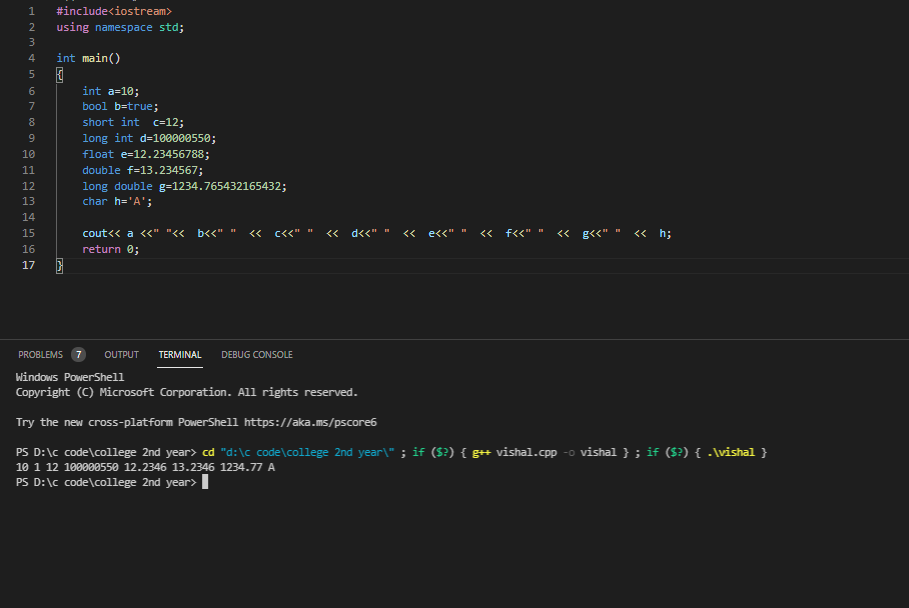 1 #include<iostream>
2 using namespace std;
3
4 int main()
5 {
6 int a=10;
7 bool b=true;
8 short int  c=12;
9 long int d=100000550;
10 float e=12.23456788;
11 double f=13.234567;
12 long double g=1234.765432165432;
13 char h='A';
14
15 cout<< a <<" "<<  b<<" "  <<  c<<" "  <<  d<<" "  <<  e<<" "  <<  f<<" "  <<  g<<" "  <<  h;
16 return 0;
17 }
PROBLEMS 7 OUTPUT TERMINAL DEBUG CONSOLE
Windows PowerShell
Copyright (C) Microsoft Corporation. All rights reserved.
Try the new cross-platform PowerShell https://aka.ms/pscore6
PS D:\c code\college 2nd year> cd "d:\c code\college 2nd year\" ; if ($?) { g++ vishal.cpp -o vishal } ; if ($?) { .\vishal }
10 1 12 100000550 12.2346 13.2346 1234.77 A
PS D:\c code\college 2nd year>